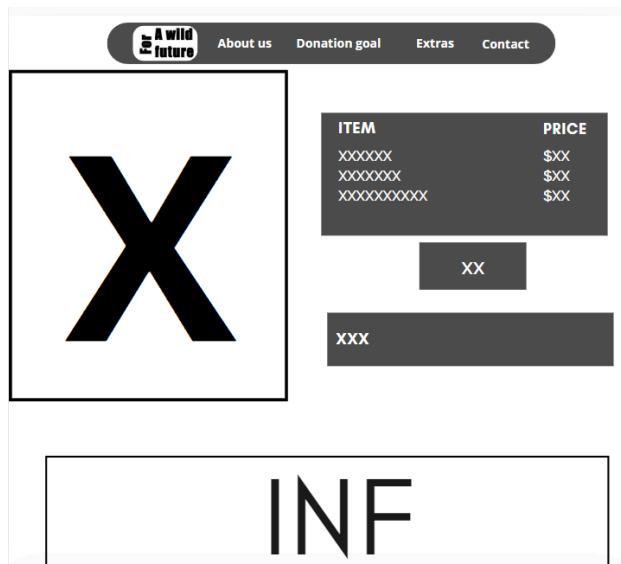 For A wild future
About us
Donation goal
Extras
Contact
X
ITEM PRICE
XXXXXX $XX
XXXXXXX $XX
XXXXXXXXXX $XX
XX
XXX
INF